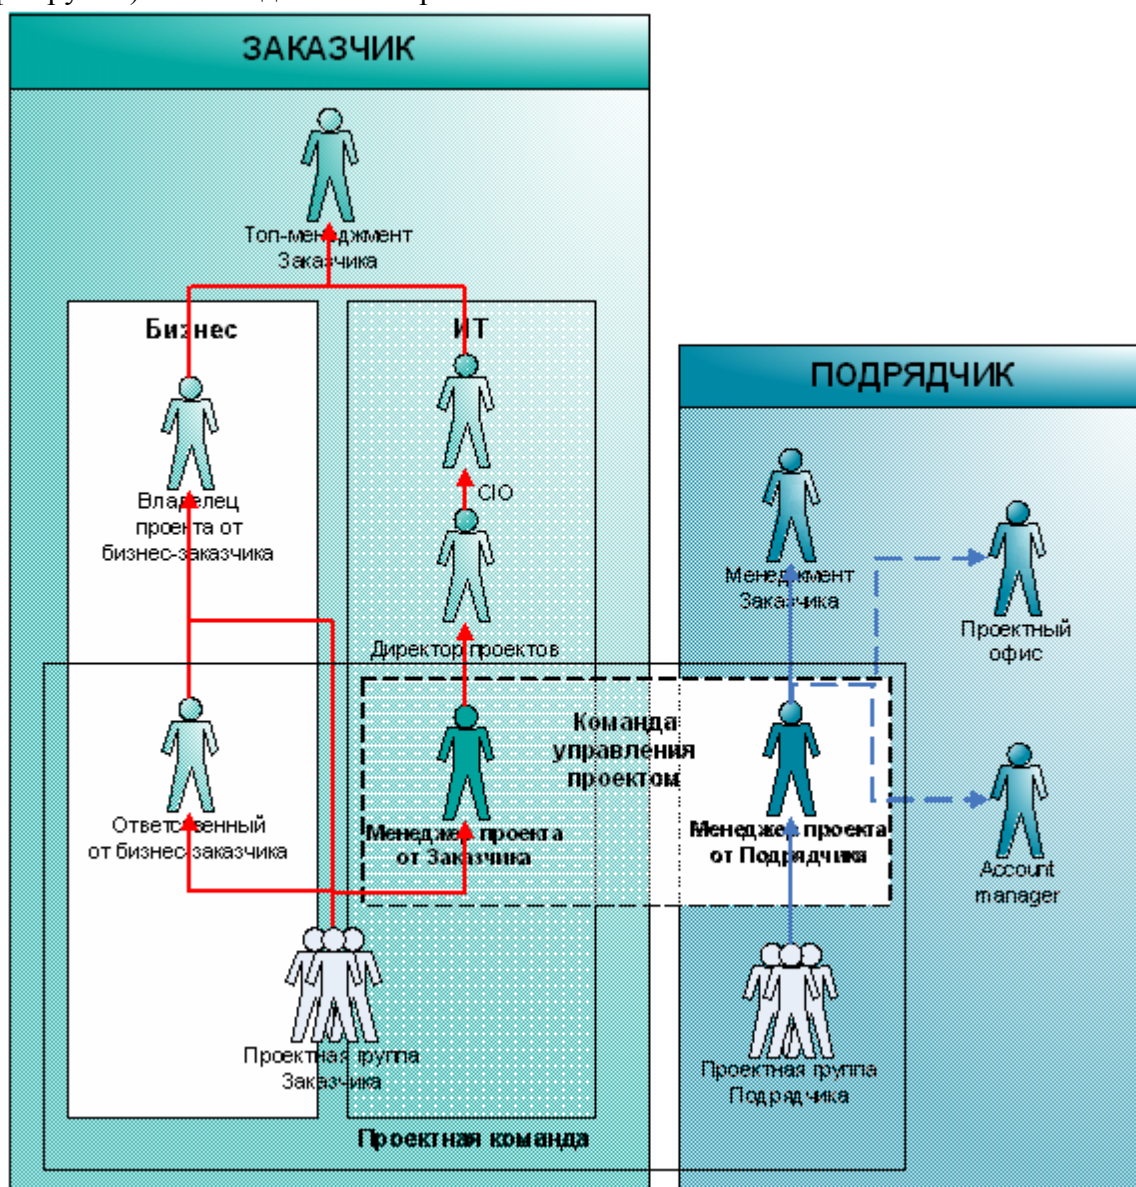 ЗАКАЗЧИК
Топ-менеджмент
Заказчика
Бизнес
ИТ
ПОДРЯДЧИК
CIO
Владелец
проекта от
бизнес-заказчика
Менеджмент
Заказчика
Проектный
офис
Директор проектов
Команда
управления
проектом
Ответственный
от бизнес-заказчика
Менеджер проекта
от Заказчика
Менеджер проекта
от Подрядчика
Account
manager
Проектная группа
Заказчика
Проектная группа
Подрядчика
Проектная команда